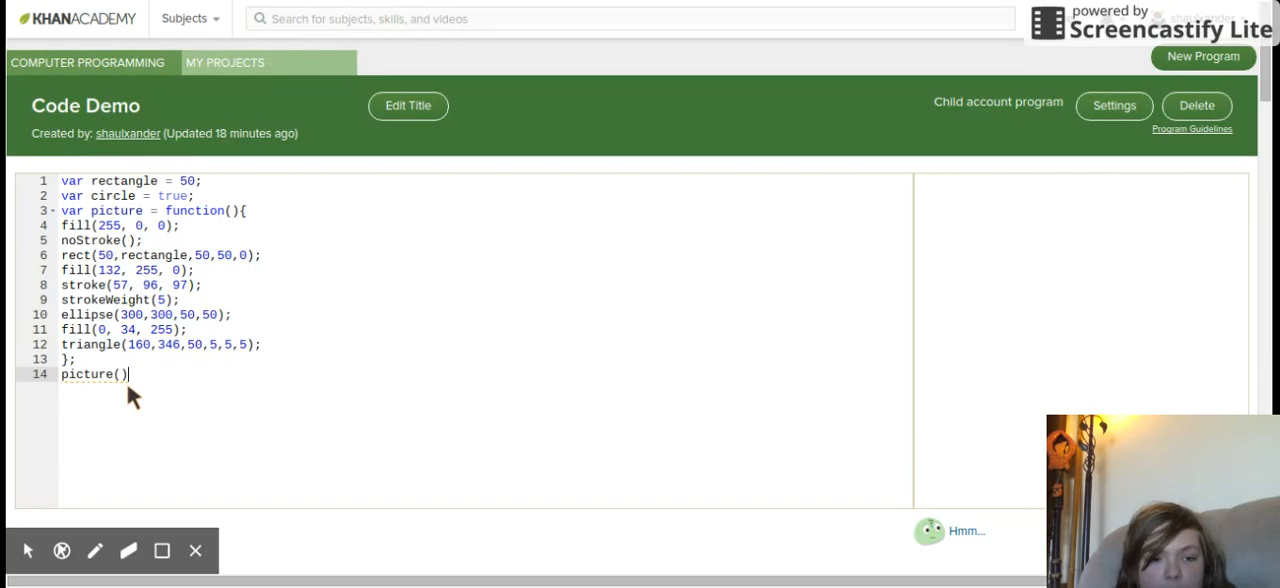 KHANACADEMY
Subjects
Search for subjects, skills, and videos
powered by
Screencastify Lite
COMPUTER PROGRAMMING
MY PROJECTS
New Program
Code Demo
Edit Title
Child account program
Settings
Delete
Created by: shaulxander (Updated 18 minutes ago)
Program Guidelines
1 var rectangle = 50;
2 var circle = true;
3 var picture = function(){
4 fill(255, 0, 0);
5 noStroke();
6 rect(50,rectangle,50,50,0);
7 fill(132, 255, 0);
8 stroke(57, 96, 97);
9 strokeWeight(5);
10 ellipse(300,300,50,50);
11 fill(0, 34, 255);
12 triangle(160,346,50,5,5,5);
13 };
14 picture()
Hmm...